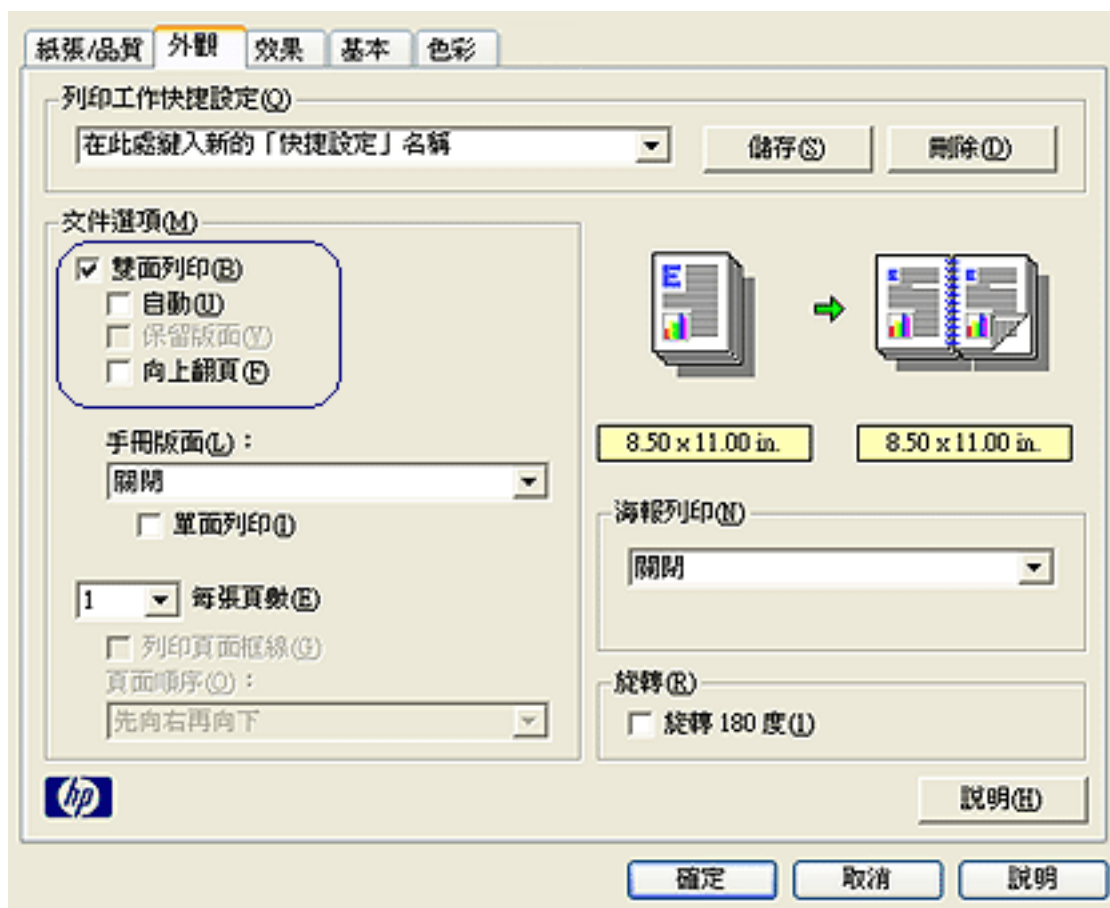 紙張/品質 外觀 效果 基本 色彩
列印工作快捷設定(Q)
在此處鍵入新的「快捷設定」名稱
儲存(S) 刪除(D)
文件選項(M)
雙面列印(B)
自動(U)
保留版面(Y)
向上翻頁(F)
手冊版面(L)：
關閉
單面列印(I)
1 每張頁數(E)
列印頁面框線(G)
頁面順序(O)：
先向右再向下
E
E E
8.50 x 11.00 in. 8.50 x 11.00 in.
海報列印(N)
關閉
旋转(R)
旋轉 180 度(1)
hp
說明(H)
確定 取消 說明